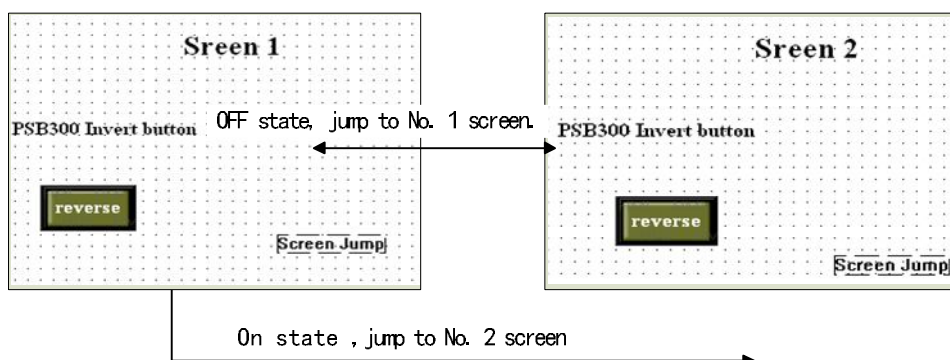 Sreen 1
Sreen 2
PSB300 Invert button
OFF state, jump to No. 1 screen.
PSB300 Invert button
reverse
reverse
Screen Jump
Screen Jump
On state , jump to No. 2 screen